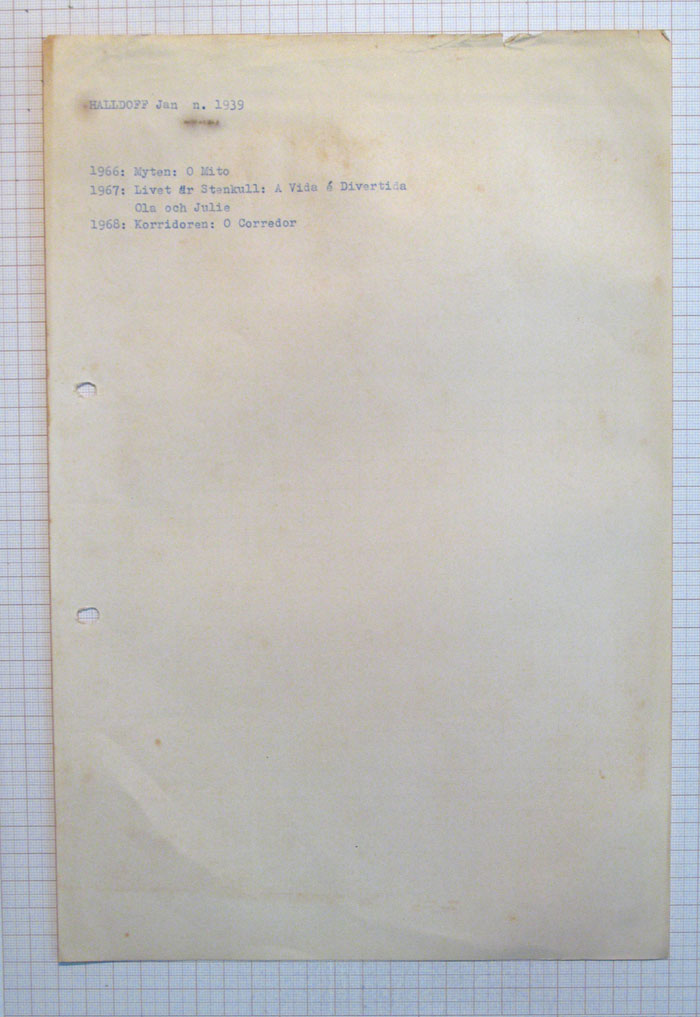 HALLDOFF Jan n. 1939
1966: Myten: O Mito
1967: Livet är Stenkull: A Vida é Divertida
Ola och Julie
1968: Korridoren: O Corredor